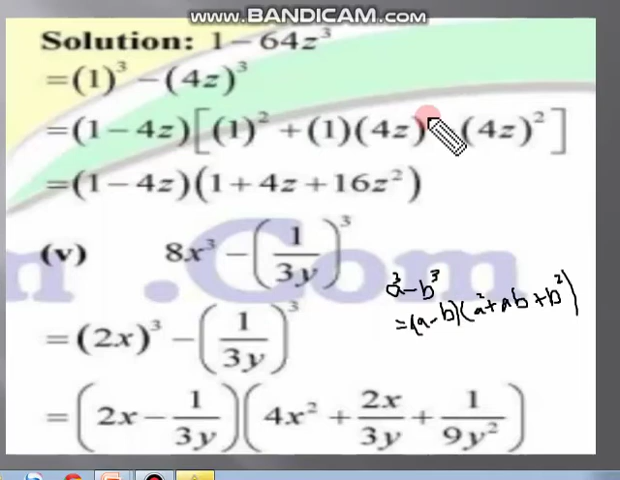 www.BANDICAM.com
Solution: 1 − 64z³
= (1)³ − (4z)³
= (1 − 4z)[(1)² + (1)(4z) (4z)²]
= (1 − 4z)(1 + 4z + 16z²)
(v) 8x³ − (1/3y)³
a³ − b³
= (a − b)(a² + ab + b²)
= (2x)³ − (1/3y)³
= (2x − 1/3y)(4x² + 2x/3y + 1/9y²)
.Com